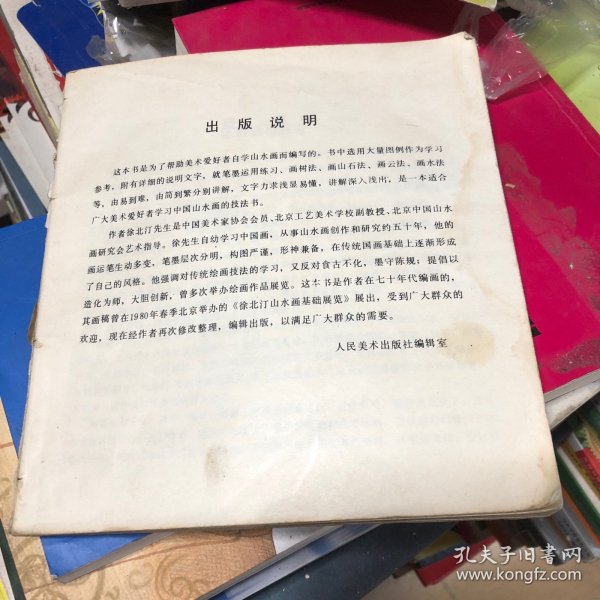 出版说明
这本书是为了帮助美术爱好者自学山水画而编写的。书中选用大量图例作为学习
参考，附有详细的说明文字，就笔墨运用练习、画树法、画山石法、画云法、画水法
等，由易到难，由简到繁分别讲解，文字力求浅显易懂，讲解深入浅出，是一本适合
广大美术爱好者学习中国山水画的技法书。
作者徐北汀先生是中国美术家协会会员、北京工艺美术学校副教授、北京中国山水
画研究会艺术指导。徐先生自幼学习中国画，从事山水画创作和研究约五十年，他的
画运笔生动多变，笔墨层次分明，构图严谨，形神兼备，在传统国画基础上逐渐形成
了自己的风格。他强调对传统绘画技法的学习，又反对食古不化，墨守陈规；提倡以
造化为师，大胆创新，曾多次举办绘画作品展览。这本书是作者在七十年代编画的，
其画稿曾在1980年春季北京举办的《徐北汀山水画基础展览》展出，受到广大群众的
欢迎，现在经作者再次修改整理，编辑出版，以满足广大群众的需要。
人民美术出版社编辑室
孔夫子旧书网
www.kongfz.com